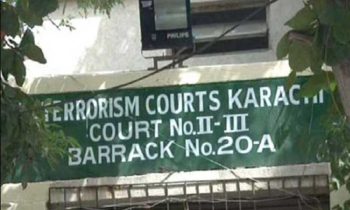 PHILIPS
TERRORISM COURTS KARACHI
COURT No.II-III
BARRACK No.20-A